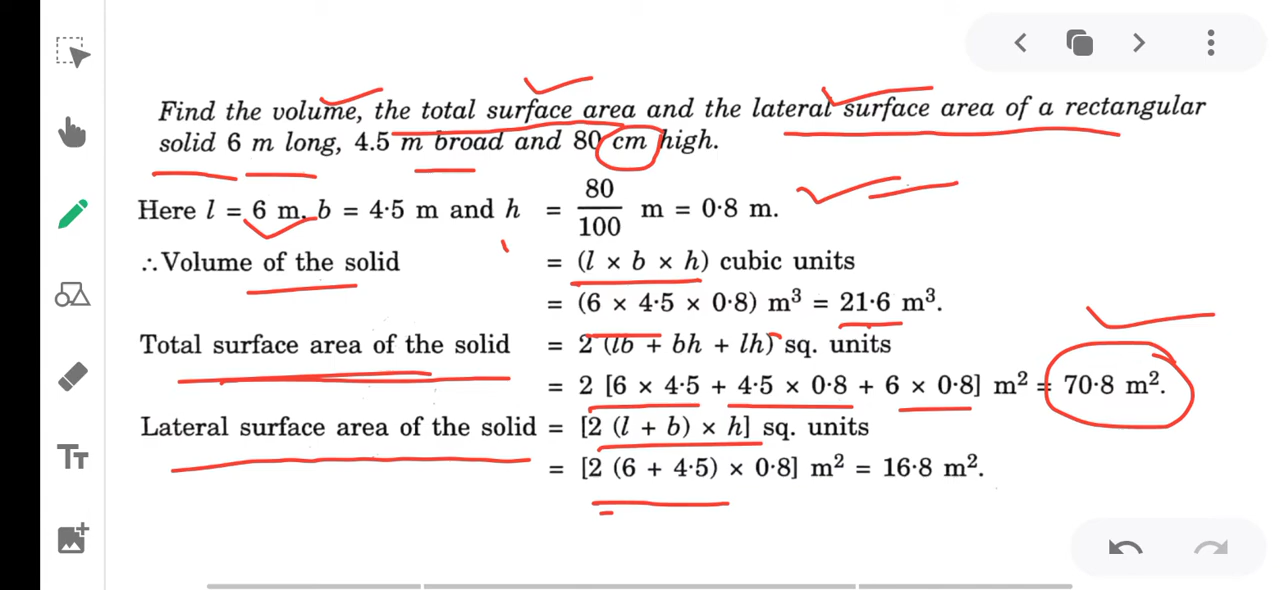 Find the volume, the total surface area and the lateral surface area of a rectangular
solid 6 m long, 4.5 m broad and 80 cm high.
Here l = 6 m, b = 4·5 m and h = 80/100 m = 0·8 m.
∴ Volume of the solid = (l × b × h) cubic units
= (6 × 4·5 × 0·8) m³ = 21·6 m³.
Total surface area of the solid = 2 (lb + bh + lh) sq. units
= 2 [6 × 4·5 + 4·5 × 0·8 + 6 × 0·8] m² = 70·8 m².
Lateral surface area of the solid = [2 (l + b) × h] sq. units
= [2 (6 + 4·5) × 0·8] m² = 16·8 m².
Tт